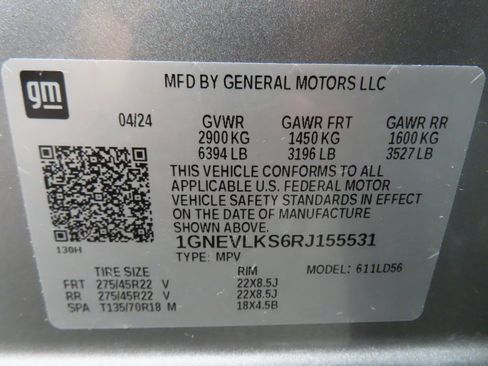 gm
MFD BY GENERAL MOTORS LLC
04/24 GVWR GAWR FRT GAWR RR
2900 KG 1450 KG 1600 KG
6394 LB 3196 LB 3527 LB
THIS VEHICLE CONFORMS TO ALL
APPLICABLE U.S. FEDERAL MOTOR
VEHICLE SAFETY STANDARDS IN EFFECT
ON THE DATE OF MANUFACTURE
SHOWN ABOVE.
130H
1GNEVLKS6RJ155531
TYPE: MPV MODEL: 611LD56
TIRE SIZE RIM
FRT 275/45R22 V 22X8.5J
RR 275/45R22 V 22X8.5J
SPA T135/70R18 M 18X4.5B